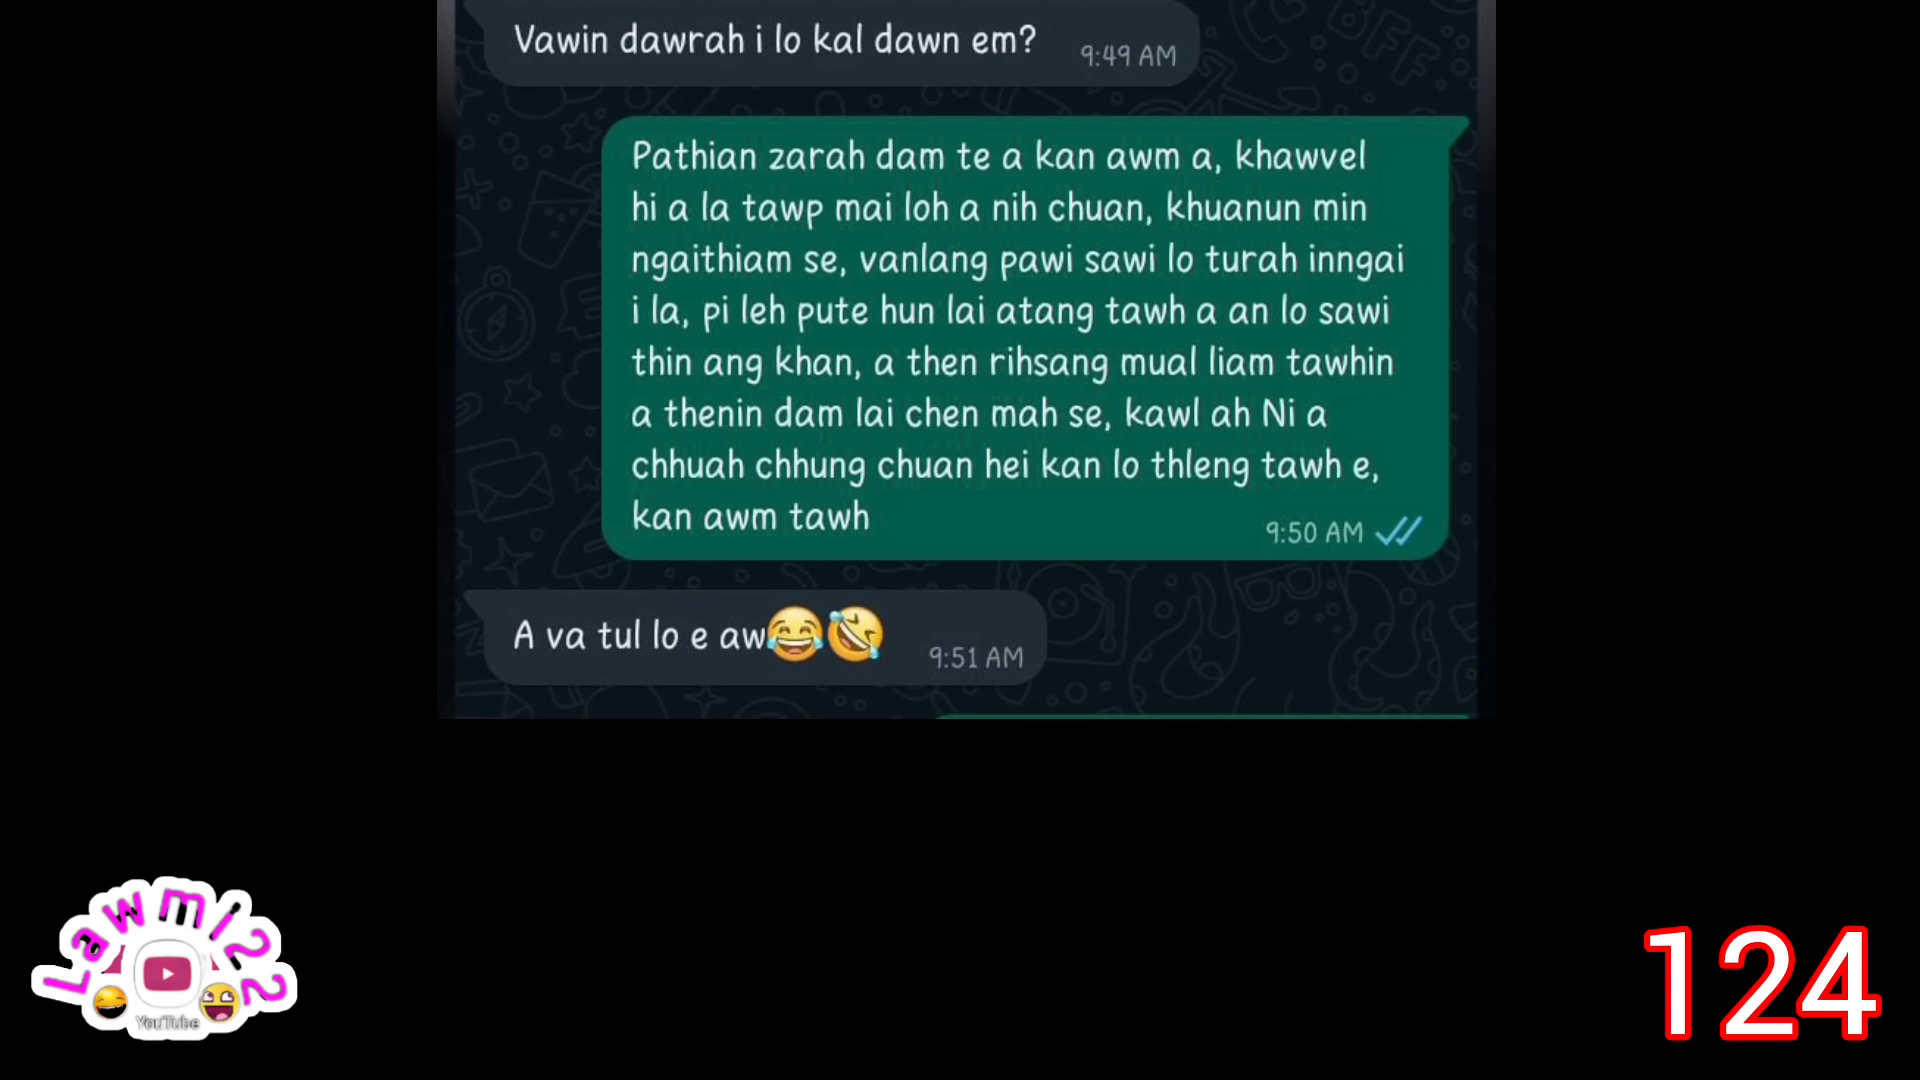 Vawin dawrah i lo kal dawn em?
9:49 AM
Pathian zarah dam te a kan awm a, khawvel
hi a la tawp mai loh a nih chuan, khuanun min
ngaithiam se, vanlang pawi sawi lo turah inngai
i la, pi leh pute hun lai atang tawh a an lo sawi
thin ang khan, a then rihsang mual liam tawhin
a thenin dam lai chen mah se, kawl ah Ni a
chhuah chhung chuan hei kan lo thleng tawh e,
kan awm tawh
9:50 AM
A va tul lo e aw😂🤣
9:51 AM
Lawmi22
YouTube
124